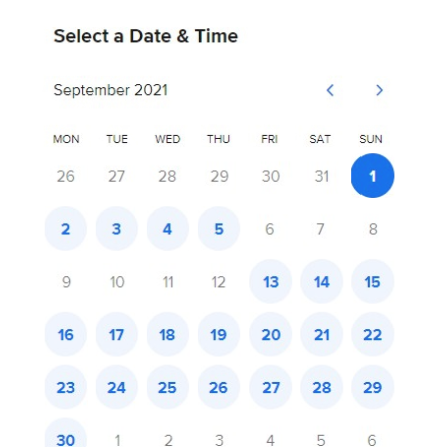 Select a Date & Time
September 2021
MON TUE WED THU FRI SAT SUN
26 27 28 29 30 31 1
2 3 4 5 6 7 8
9 10 11 12 13 14 15
16 17 18 19 20 21 22
23 24 25 26 27 28 29
30 1 2 3 4 5 6